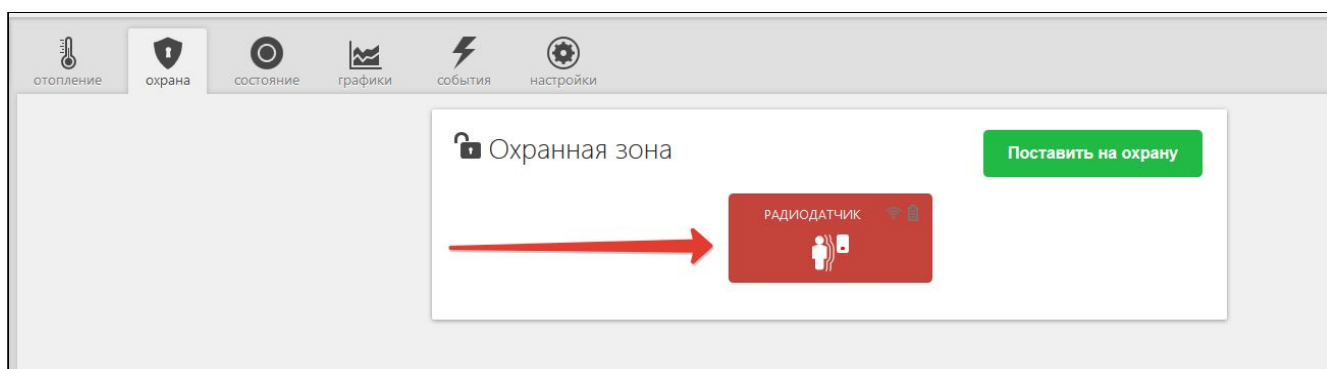 отопление охрана состояние графики события настройки
Охранная зона
Поставить на охрану
РАДИОДАТЧИК